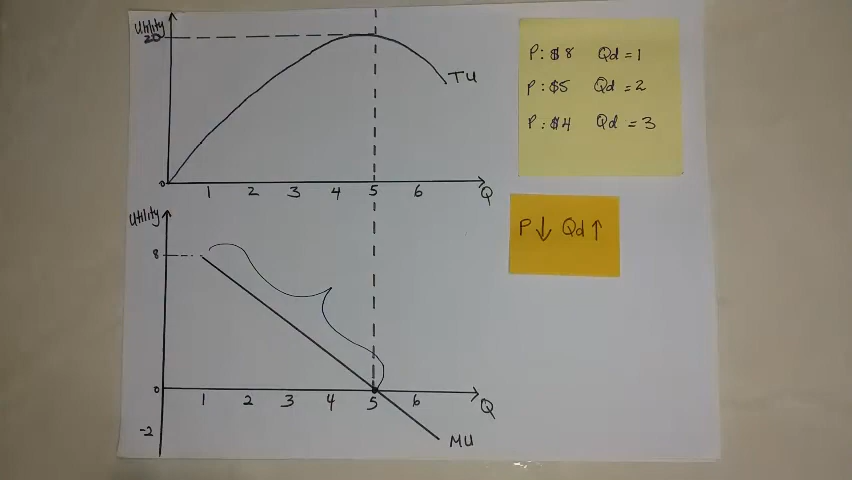 Utility
20
TU
0
1 2 3 4 5 6 Q
Utility
8
0
1 2 3 4 5 6 Q
-2
MU
P: $8 Qd = 1
P: $5 Qd = 2
P: $4 Qd = 3
P ↓ Qd ↑